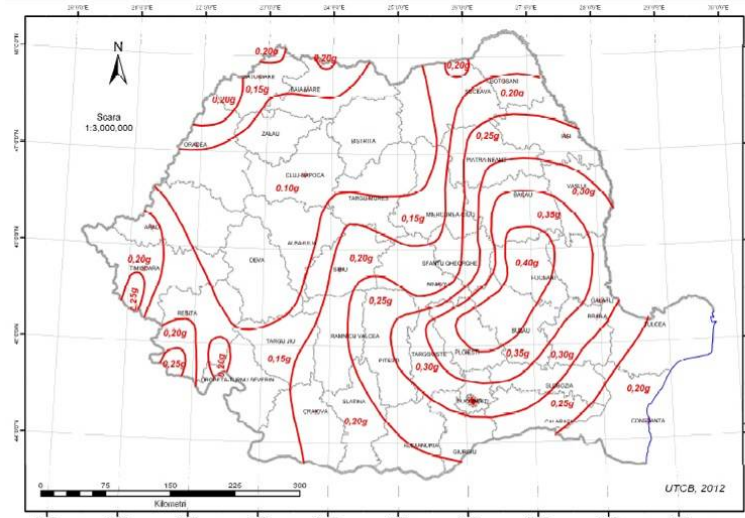 N
Scara
1:3,000,000
0,20g
0,20g
0,20g
SATU MARE
0,15g
BAIA MARE
BOTOSANI
SUCEAVA
0,20g
0,20g
ZALAU
BISTRITA
0,25g
IASI
ORADEA
PIATRA NEAMT
CLUJ-NAPOCA
0.10g
VASLUI
0,30g
BACAU
TARGU MURES
0,15g
MIERCUREA CIUC
0,35g
ARAD
ALBA IULIA
0,20g
DEVA
0,20g
SFANTU GHEORGHE
0,40g
TIMISOARA
SIBIU
FOCSANI
BRASOV
0,25g
0,25g
GALATI
RESITA
BRAILA
TULCEA
0,20g
RAMNICU VALCEA
BUZAU
TARGU JIU
0,15g
PITESTI
TARGOVISTE
PLOIESTI
0,35g
0,30g
0,25g
0,20g
0,30g
DROBETA-TURNU SEVERIN
SLOBOZIA
0,20g
SLATINA
BUCURESTI
0,25g
CRAIOVA
0,20g
CALARASI
CONSTANTA
ALEXANDRIA
GIURGIU
0
75
150
225
300
Kilometri
UTCB, 2012